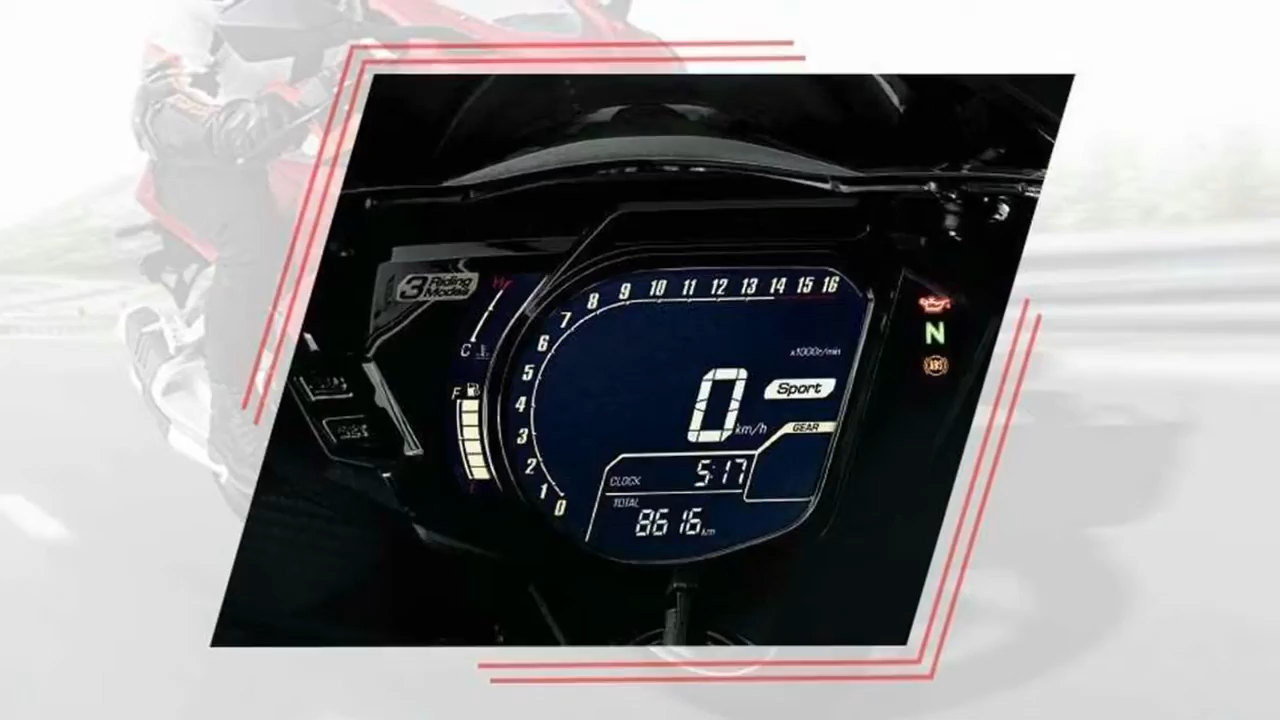 3 Riding Modes
H
C
F
0 1 2 3 4 5 6 7 8 9 10 11 12 13 14 15 16
x1000r/min
Sport
0 km/h
GEAR
CLOCK 5:17
TOTAL
8616 km
N
ABS